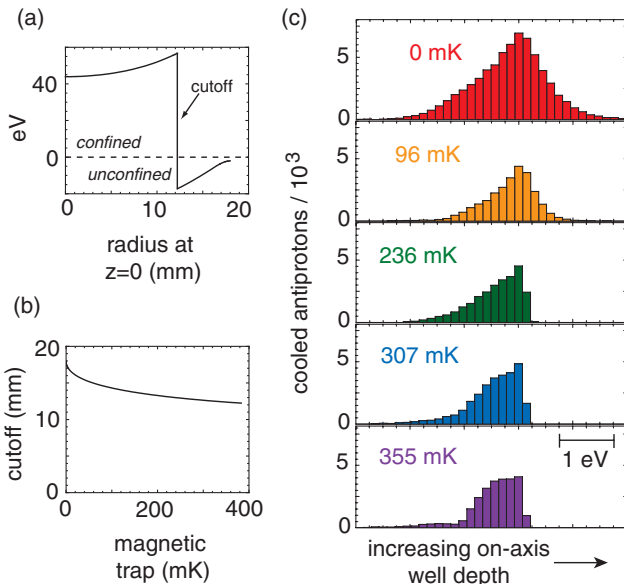 (a)
40
0
eV
cutoff
confined
unconfined
0
10
20
radius at
z=0 (mm)
(b)
20
10
0
cutoff (mm)
0
200
400
magnetic
trap (mK)
(c)
cooled antiprotons / 10³
5
0
0 mK
5
0
96 mK
5
0
236 mK
5
0
307 mK
1 eV
5
0
355 mK
increasing on-axis
well depth